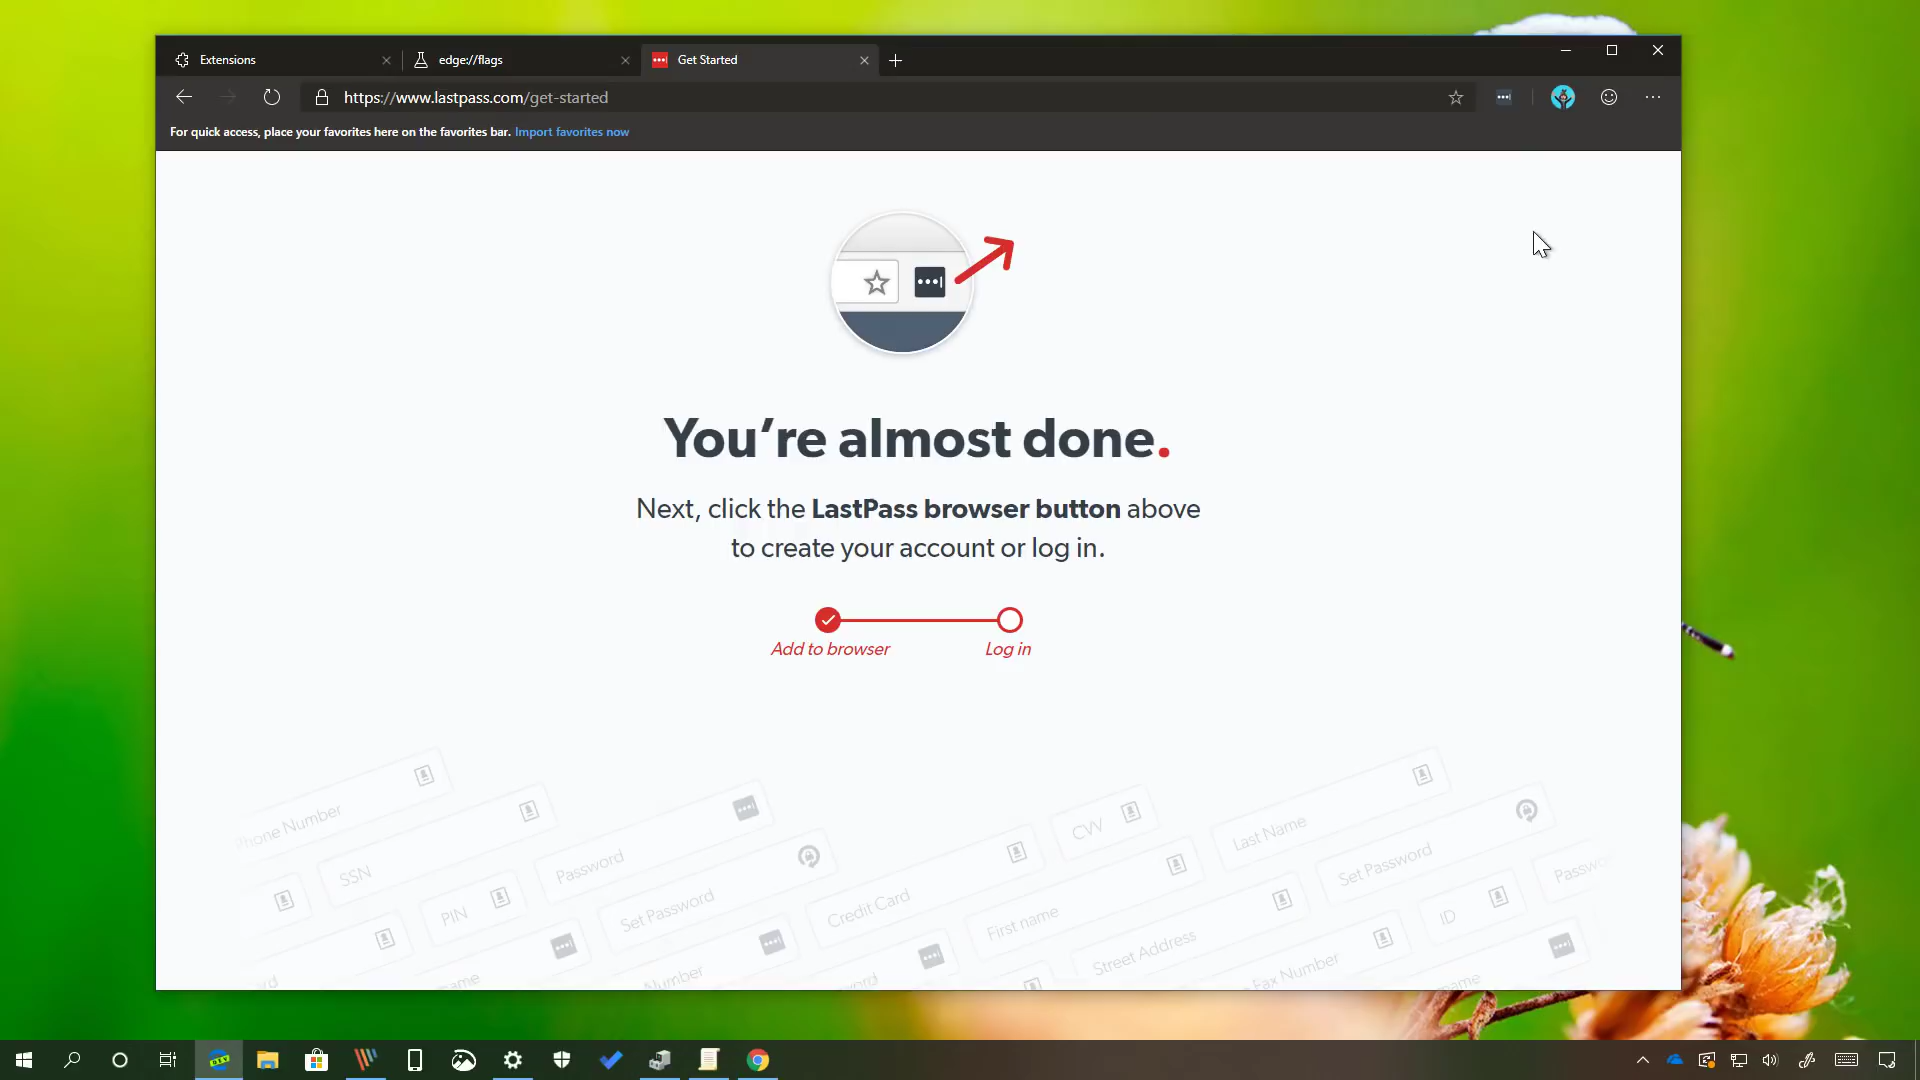 Extensions
edge://flags
Get Started
https://www.lastpass.com/get-started
For quick access, place your favorites here on the favorites bar. Import favorites now
You're almost done.
Next, click the LastPass browser button above
to create your account or log in.
Add to browser
Log in
Phone Number
SSN
Password
CVV
Last Name
PIN
Set Password
Credit Card
First name
Set Password
Street Address
ID
Number
Fax Number
DEV